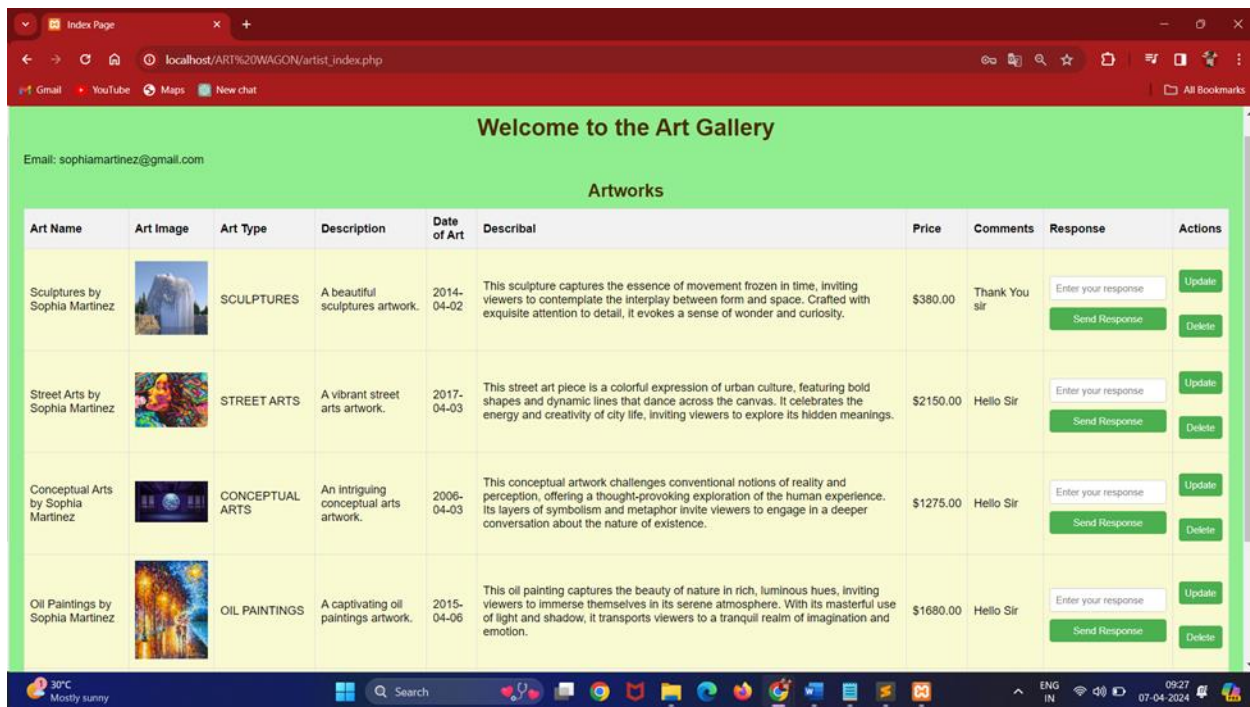 Index Page
localhost/ART%20WAGON/artist_index.php
Gmail YouTube Maps New chat All Bookmarks
Welcome to the Art Gallery
Email: sophiamartinez@gmail.com
Artworks
Art Name Art Image Art Type Description Date of Art Describal Price Comments Response Actions
Sculptures by
Sophia Martinez
SCULPTURES
A beautiful
sculptures artwork.
2014-
04-02
This sculpture captures the essence of movement frozen in time, inviting
viewers to contemplate the interplay between form and space. Crafted with
exquisite attention to detail, it evokes a sense of wonder and curiosity.
$380.00
Thank You
sir
Enter your response
Send Response
Update
Delete
Street Arts by
Sophia Martinez
STREET ARTS
A vibrant street
arts artwork.
2017-
04-03
This street art piece is a colorful expression of urban culture, featuring bold
shapes and dynamic lines that dance across the canvas. It celebrates the
energy and creativity of city life, inviting viewers to explore its hidden meanings.
$2150.00
Hello Sir
Enter your response
Send Response
Update
Delete
Conceptual Arts
by Sophia
Martinez
CONCEPTUAL
ARTS
An intriguing
conceptual arts
artwork.
2006-
04-03
This conceptual artwork challenges conventional notions of reality and
perception, offering a thought-provoking exploration of the human experience.
Its layers of symbolism and metaphor invite viewers to engage in a deeper
conversation about the nature of existence.
$1275.00
Hello Sir
Enter your response
Send Response
Update
Delete
Oil Paintings by
Sophia Martinez
OIL PAINTINGS
A captivating oil
paintings artwork.
2015-
04-06
This oil painting captures the beauty of nature in rich, luminous hues, inviting
viewers to immerse themselves in its serene atmosphere. With its masterful use
of light and shadow, it transports viewers to a tranquil realm of imagination and
emotion.
$1680.00
Hello Sir
Enter your response
Send Response
Update
Delete
1
30°C
Mostly sunny
Search
ENG
IN
09:27
07-04-2024